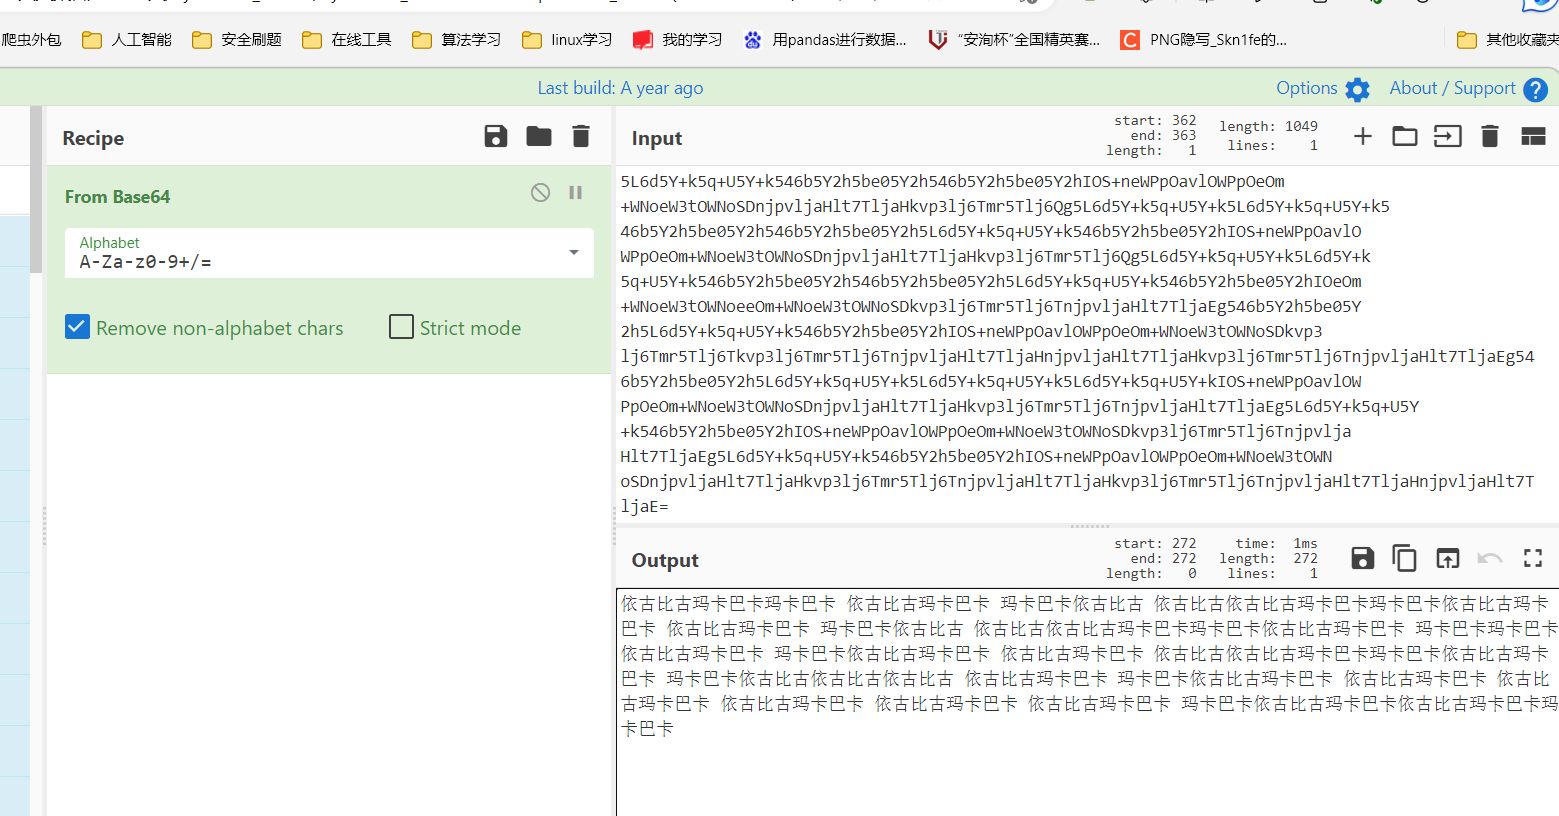 爬虫外包 人工智能 安全刷题 在线工具 算法学习 linux学习 我的学习 用pandas进行数据... “安洵杯”全国精英赛... PNG隐写_Skn1fe的... 其他收藏夹
Last build: A year ago Options About / Support
Recipe
From Base64
Alphabet
A-Za-z0-9+/=
Remove non-alphabet chars Strict mode
Input
start: 362
end: 363
length: 1
length: 1049
lines: 1
5L6d5Y+k5q+U5Y+k546b5Y2h5be05Y2h546b5Y2h5be05Y2hIOS+neWPpOavlOWPpOeOm
+WNoeW3tOWNoSDnjpvljaHlt7TljaHkvp3lj6Tmr5Tlj6Qg5L6d5Y+k5q+U5Y+k5L6d5Y+k5q+U5Y+k5
46b5Y2h5be05Y2h546b5Y2h5be05Y2h5L6d5Y+k5q+U5Y+k546b5Y2h5be05Y2hIOS+neWPpOavlO
WPpOeOm+WNoeW3tOWNoSDnjpvljaHlt7TljaHkvp3lj6Tmr5Tlj6Qg5L6d5Y+k5q+U5Y+k5L6d5Y+k
5q+U5Y+k546b5Y2h5be05Y2h546b5Y2h5be05Y2h5L6d5Y+k5q+U5Y+k546b5Y2h5be05Y2hIOeOm
+WNoeW3tOWNoeeOm+WNoeW3tOWNoSDkvp3lj6Tmr5Tlj6TnjpvljaHlt7TljaEg546b5Y2h5be05Y
2h5L6d5Y+k5q+U5Y+k546b5Y2h5be05Y2hIOS+neWPpOavlOWPpOeOm+WNoeW3tOWNoSDkvp3
lj6Tmr5Tlj6Tkvp3lj6Tmr5Tlj6TnjpvljaHlt7TljaHnjpvljaHlt7TljaHkvp3lj6Tmr5Tlj6TnjpvljaHlt7TljaEg54
6b5Y2h5be05Y2h5L6d5Y+k5q+U5Y+k5L6d5Y+k5q+U5Y+k5L6d5Y+k5q+U5Y+kIOS+neWPpOavlOW
PpOeOm+WNoeW3tOWNoSDnjpvljaHlt7TljaHkvp3lj6Tmr5Tlj6TnjpvljaHlt7TljaEg5L6d5Y+k5q+U5Y
+k546b5Y2h5be05Y2hIOS+neWPpOavlOWPpOeOm+WNoeW3tOWNoSDkvp3lj6Tmr5Tlj6Tnjpvlja
Hlt7TljaEg5L6d5Y+k5q+U5Y+k546b5Y2h5be05Y2hIOS+neWPpOavlOWPpOeOm+WNoeW3tOWN
oSDnjpvljaHlt7TljaHkvp3lj6Tmr5Tlj6TnjpvljaHlt7TljaHkvp3lj6Tmr5Tlj6TnjpvljaHlt7TljaHnjpvljaHlt7T
ljaE=
Output
start: 272
end: 272
length: 0
time: 1ms
length: 272
lines: 1
依古比古玛卡巴卡玛卡巴卡 依古比古玛卡巴卡 玛卡巴卡依古比古 依古比古依古比古玛卡巴卡玛卡巴卡依古比古玛卡
巴卡 依古比古玛卡巴卡 玛卡巴卡依古比古 依古比古依古比古玛卡巴卡玛卡巴卡依古比古玛卡巴卡 玛卡巴卡玛卡巴卡
依古比古玛卡巴卡 玛卡巴卡依古比古玛卡巴卡 依古比古玛卡巴卡 依古比古依古比古玛卡巴卡玛卡巴卡依古比古玛卡
巴卡 玛卡巴卡依古比古依古比古依古比古 依古比古玛卡巴卡 玛卡巴卡依古比古玛卡巴卡 依古比古玛卡巴卡 依古比
古玛卡巴卡 依古比古玛卡巴卡 依古比古玛卡巴卡 依古比古玛卡巴卡 玛卡巴卡依古比古玛卡巴卡依古比古玛卡巴卡玛
卡巴卡